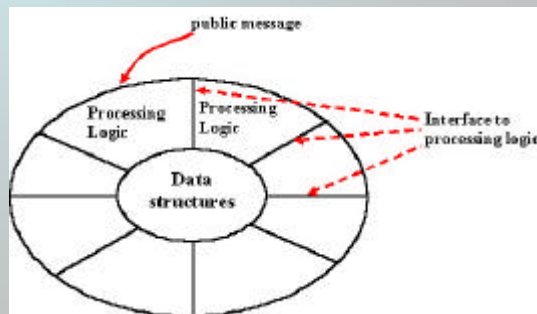 public message
Processing
Logic
Processing
Logic
Interface to
processing logic
Data
structures